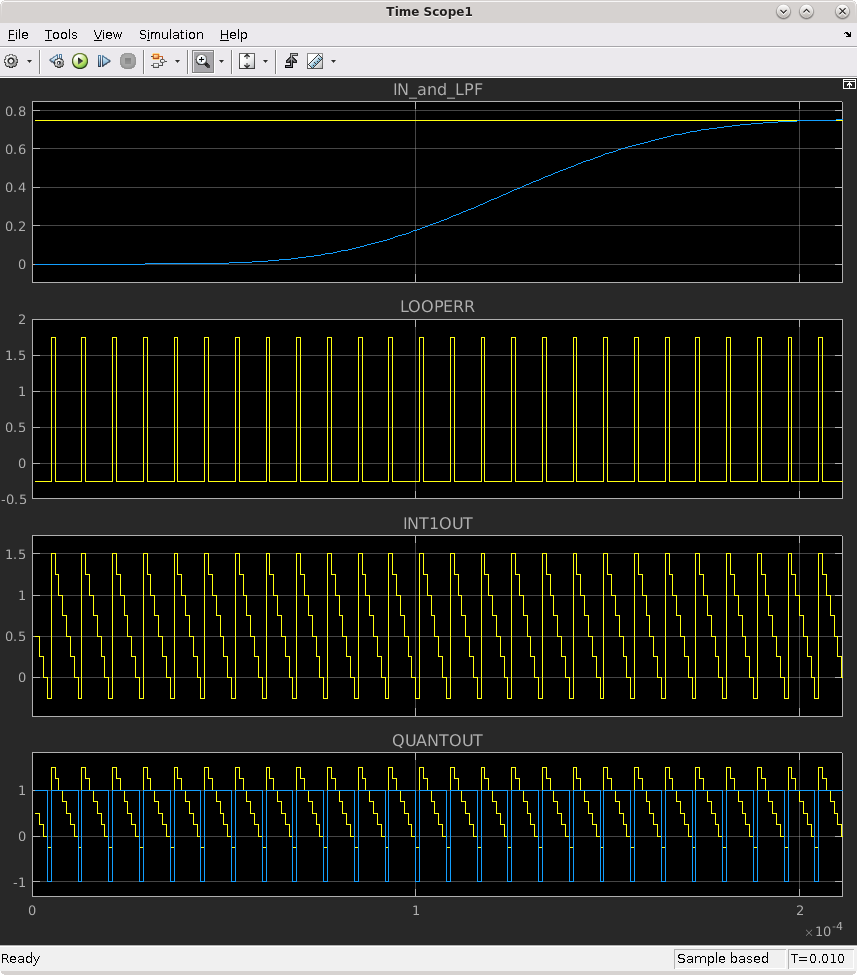 Time Scope1
File Tools View Simulation Help
IN_and_LPF
0.8
0.6
0.4
0.2
0
LOOPERR
2
1.5
1
0.5
0
-0.5
INT1OUT
1.5
1
0.5
0
QUANTOUT
1
0
-1
0 1 2
×10⁻⁴
Ready Sample based T=0.010